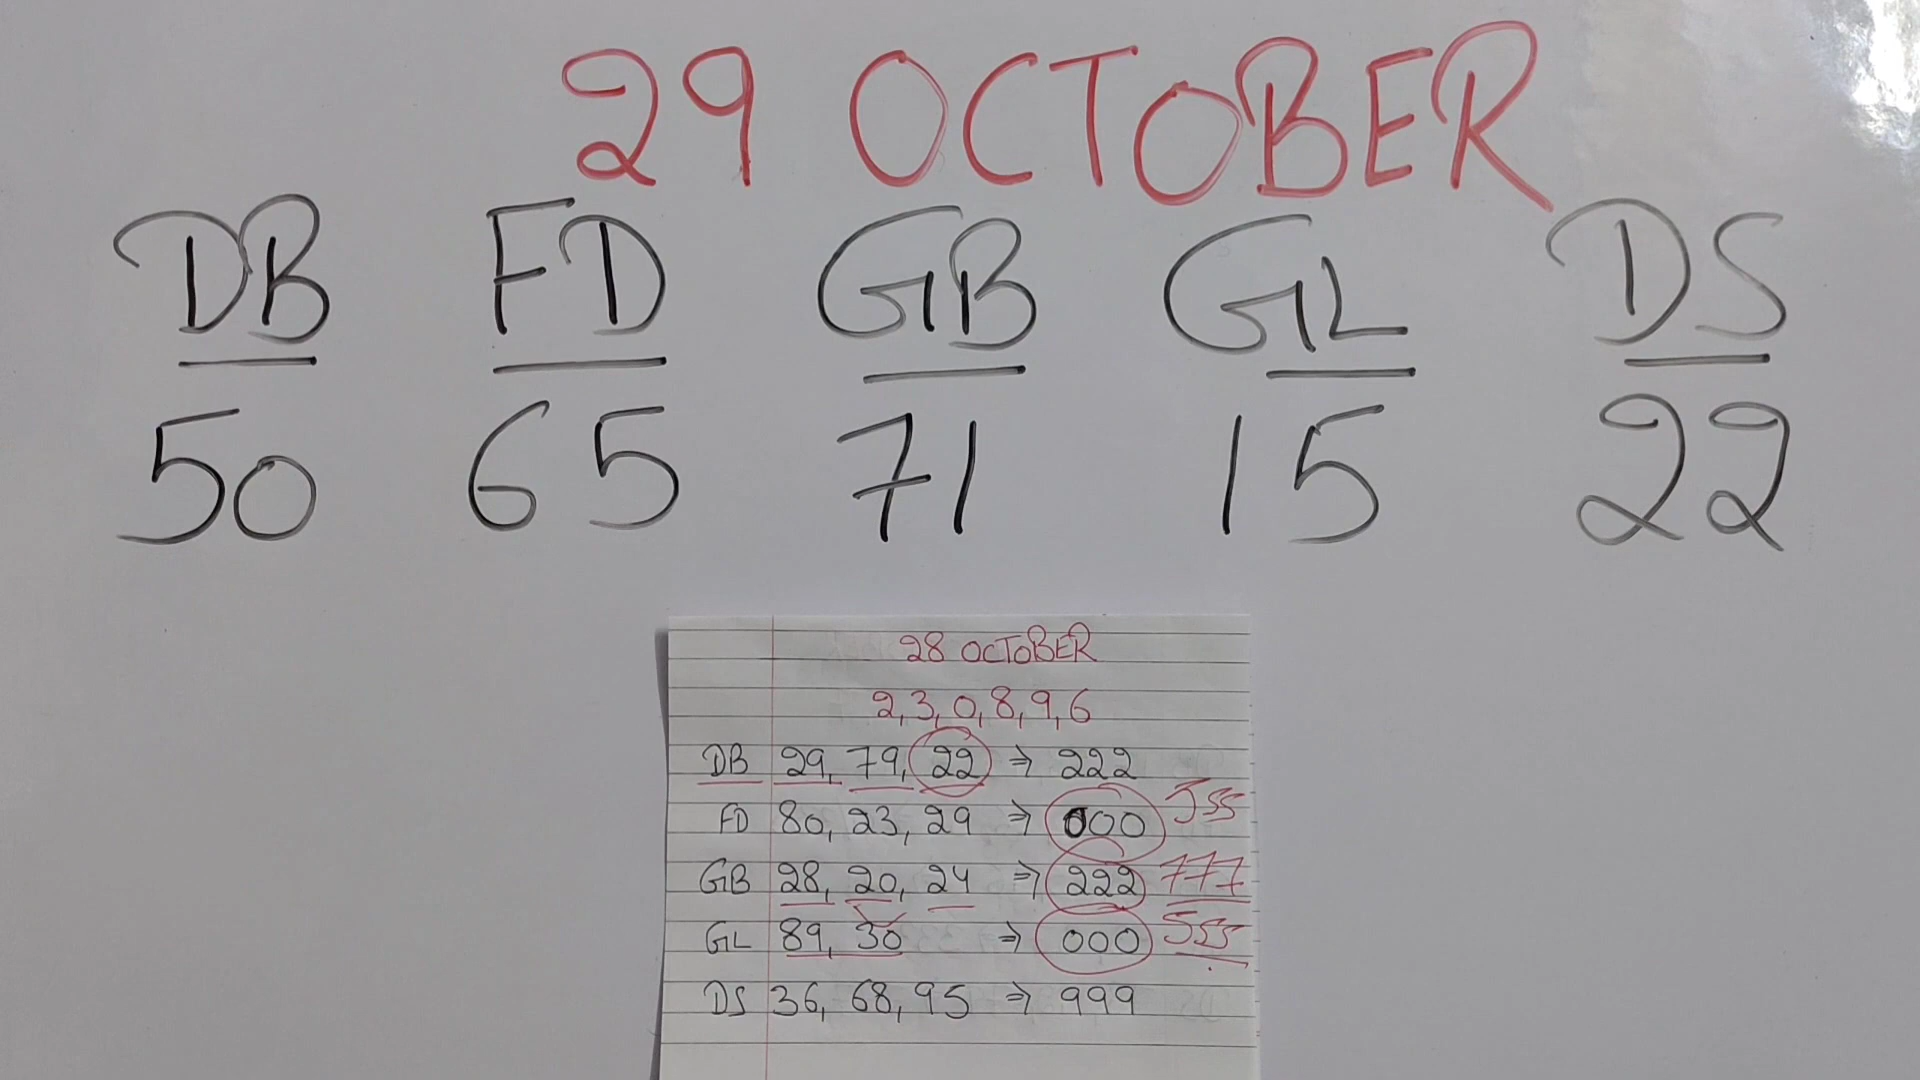 29 OCTOBER
DB FD GB GL DS
50 65 71 15 22
28 OCTOBER
2,3,0,8,9,6
DB 29, 79, 22 ⇒ 222
FD 80, 23, 29 ⇒ 000 555
GB 28, 20, 24 ⇒ 222 777
GL 89, 30 ⇒ 000 555
DS 36, 68, 95 ⇒ 999